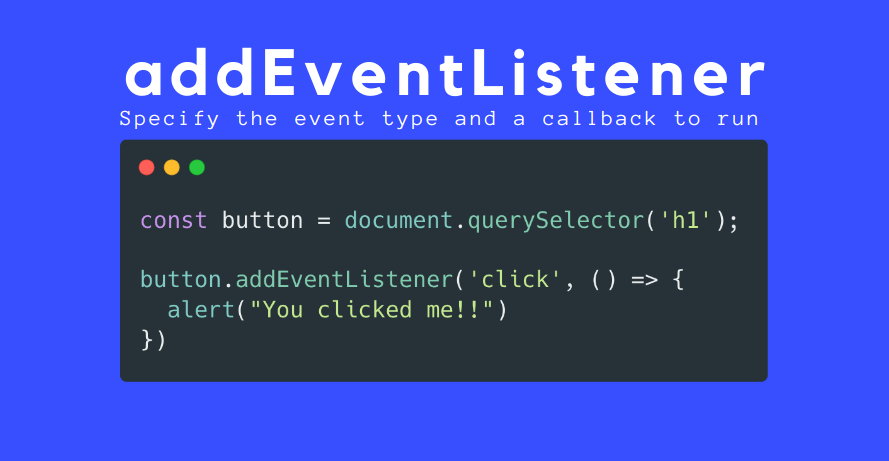 addEventListener
Specify the event type and a callback to run
const button = document.querySelector('h1');
button.addEventListener('click', () => {
  alert("You clicked me!!")
})